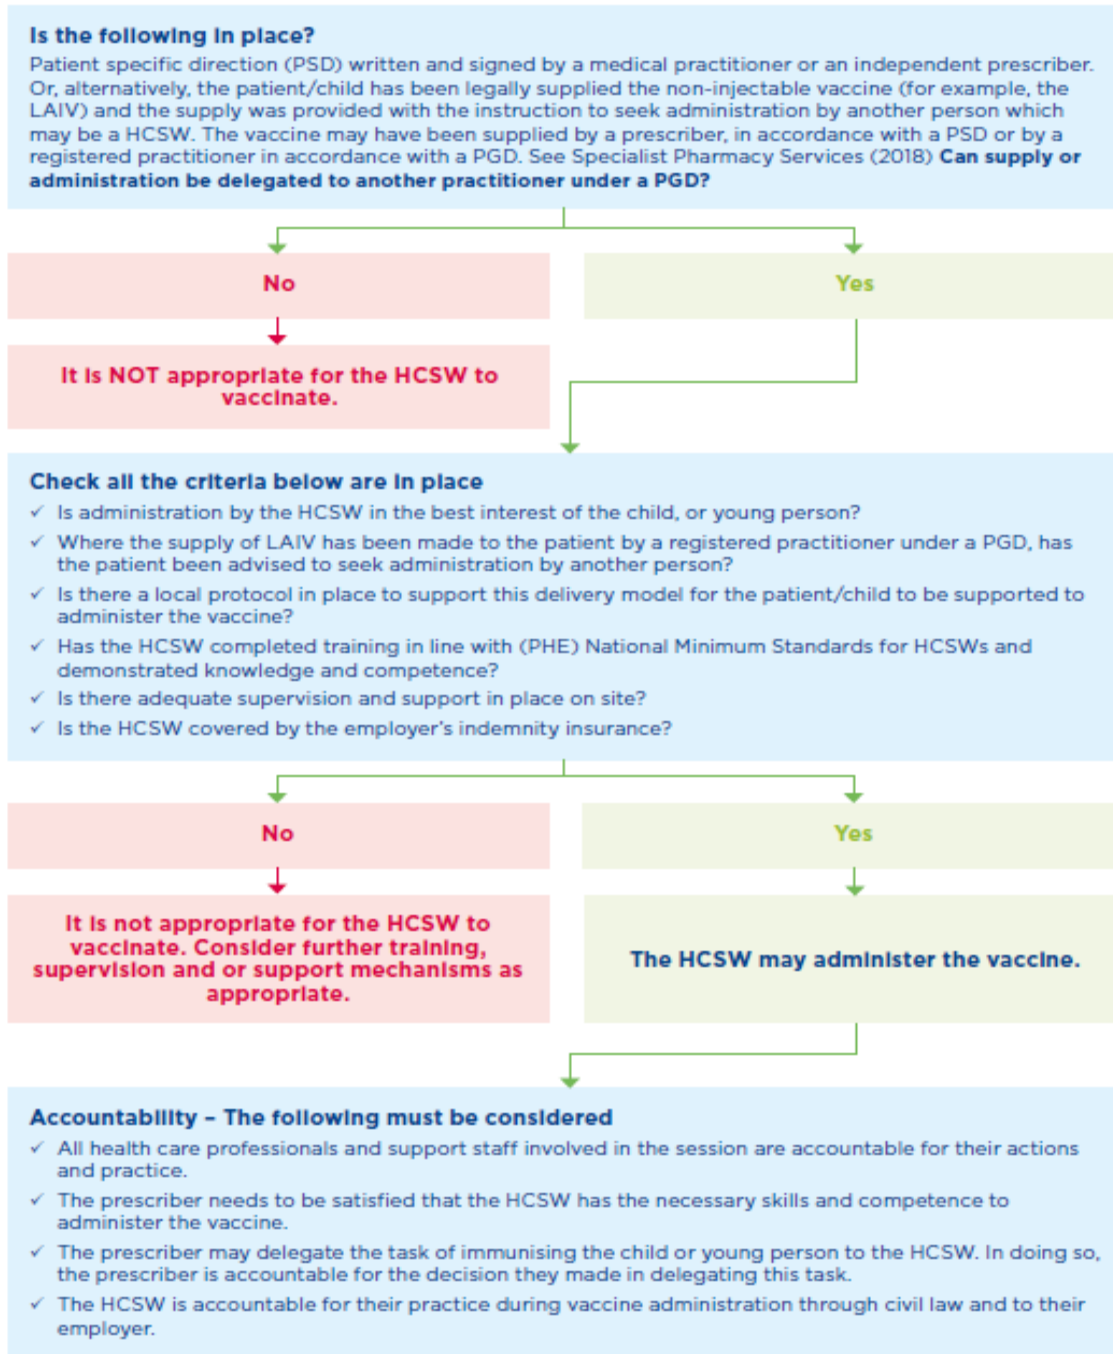 Is the following in place?
Patient specific direction (PSD) written and signed by a medical practitioner or an independent prescriber.
Or, alternatively, the patient/child has been legally supplied the non-injectable vaccine (for example, the
LAIV) and the supply was provided with the instruction to seek administration by another person which
may be a HCSW. The vaccine may have been supplied by a prescriber, in accordance with a PSD or by a
registered practitioner in accordance with a PGD. See Specialist Pharmacy Services (2018) Can supply or
administration be delegated to another practitioner under a PGD?
No
Yes
It is NOT appropriate for the HCSW to
vaccinate.
Check all the criteria below are in place
✓ Is administration by the HCSW in the best interest of the child, or young person?
✓ Where the supply of LAIV has been made to the patient by a registered practitioner under a PGD, has
the patient been advised to seek administration by another person?
✓ Is there a local protocol in place to support this delivery model for the patient/child to be supported to
administer the vaccine?
✓ Has the HCSW completed training in line with (PHE) National Minimum Standards for HCSWs and
demonstrated knowledge and competence?
✓ Is there adequate supervision and support in place on site?
✓ Is the HCSW covered by the employer's indemnity insurance?
No
Yes
It is not appropriate for the HCSW to
vaccinate. Consider further training,
supervision and or support mechanisms as
appropriate.
The HCSW may administer the vaccine.
Accountability – The following must be considered
✓ All health care professionals and support staff involved in the session are accountable for their actions
and practice.
✓ The prescriber needs to be satisfied that the HCSW has the necessary skills and competence to
administer the vaccine.
✓ The prescriber may delegate the task of immunising the child or young person to the HCSW. In doing so,
the prescriber is accountable for the decision they made in delegating this task.
✓ The HCSW is accountable for their practice during vaccine administration through civil law and to their
employer.